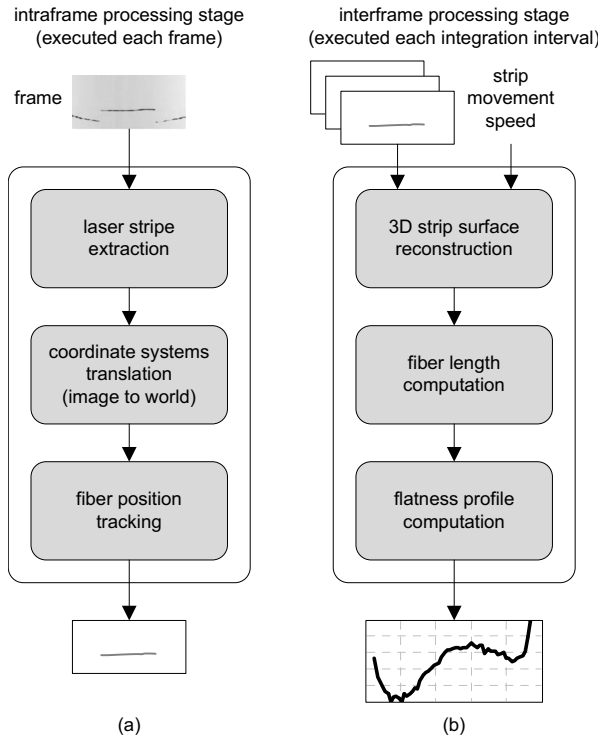 intraframe processing stage
(executed each frame)
frame
laser stripe
extraction
coordinate systems
translation
(image to world)
fiber position
tracking
(a)
interframe processing stage
(executed each integration interval)
strip
movement
speed
3D strip surface
reconstruction
fiber length
computation
flatness profile
computation
(b)